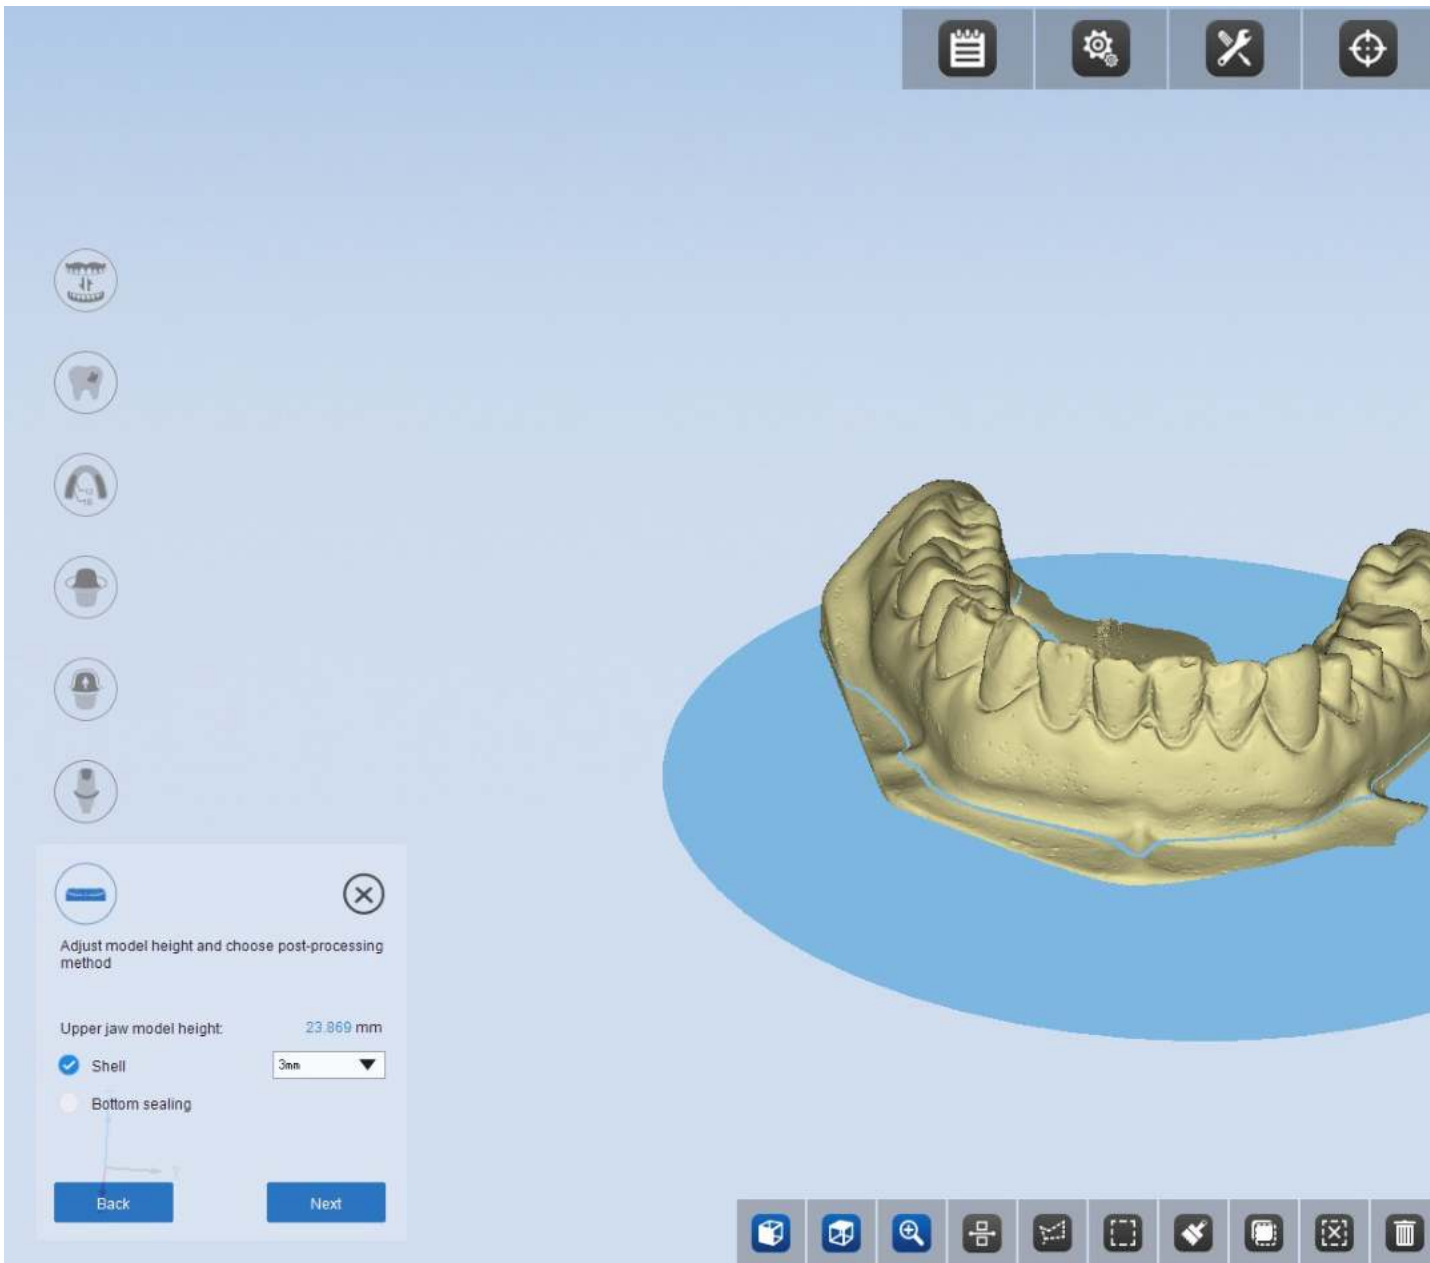 Adjust model height and choose post-processing
method
Upper jaw model height: 23.869 mm
Shell 3mm
Bottom sealing
Back Next